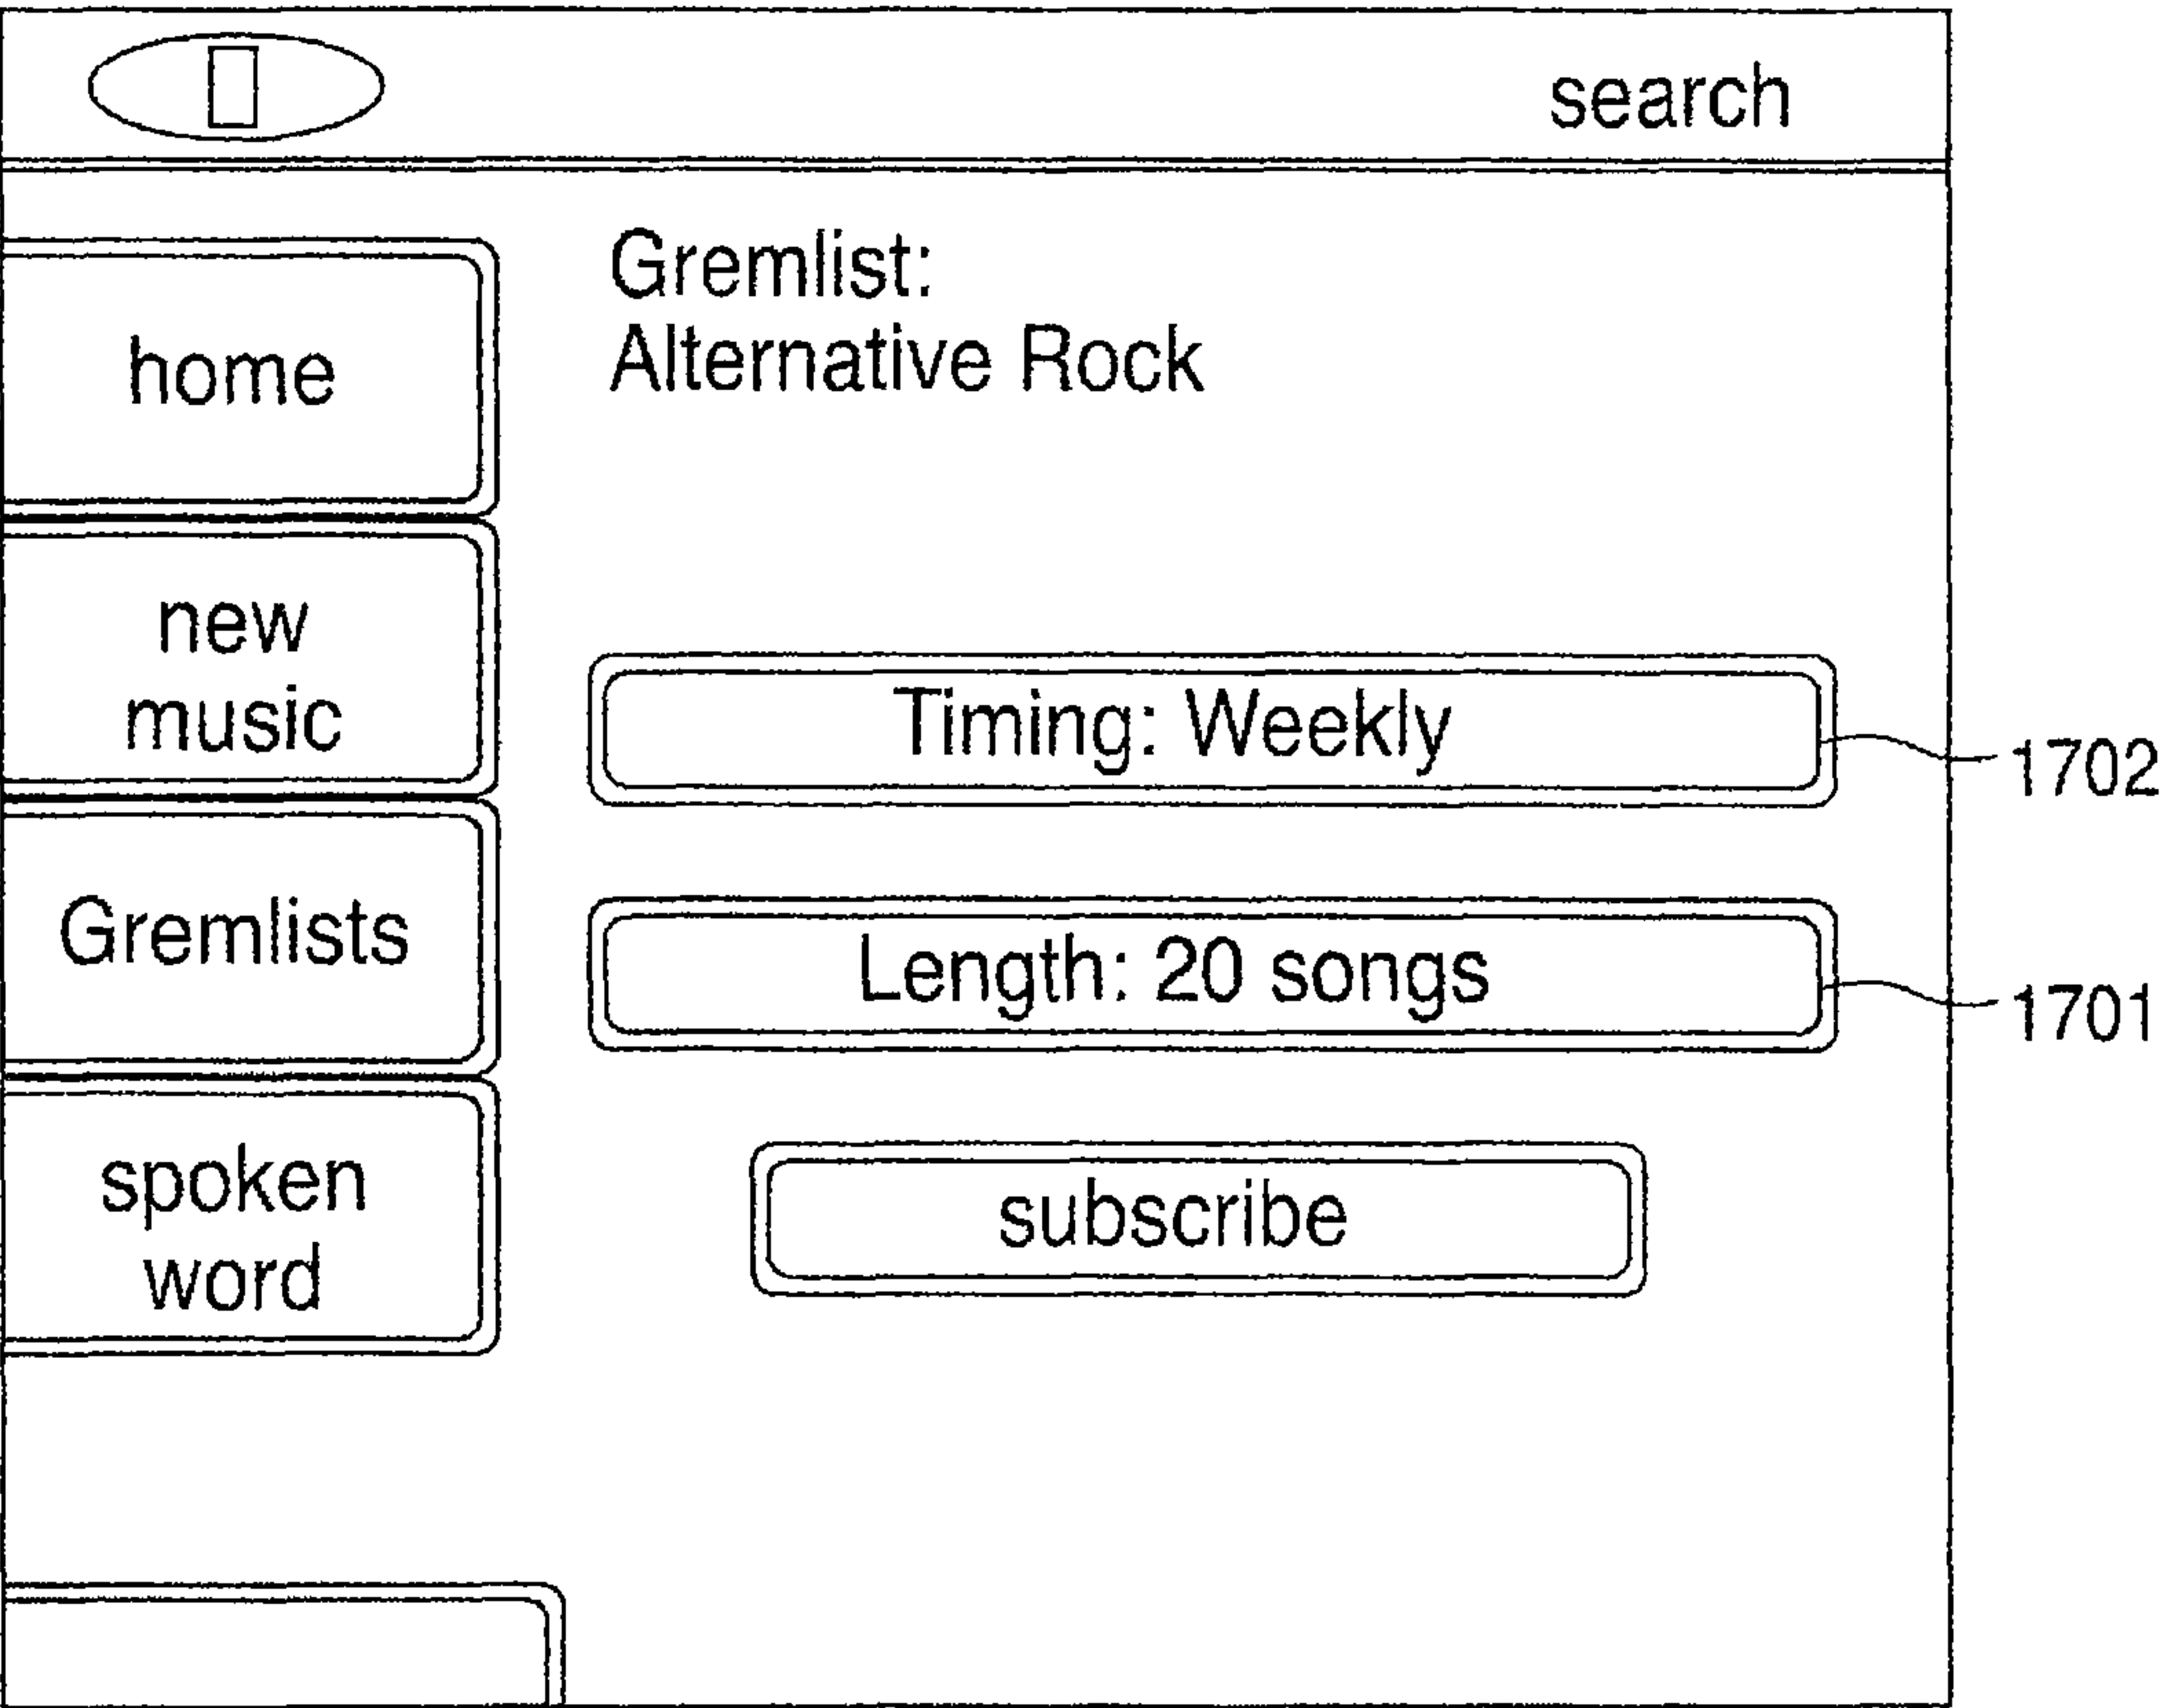 search
home
new
music
Gremlists
spoken
word
Gremlist:
Alternative Rock
Timing: Weekly
1702
Length: 20 songs
1701
subscribe